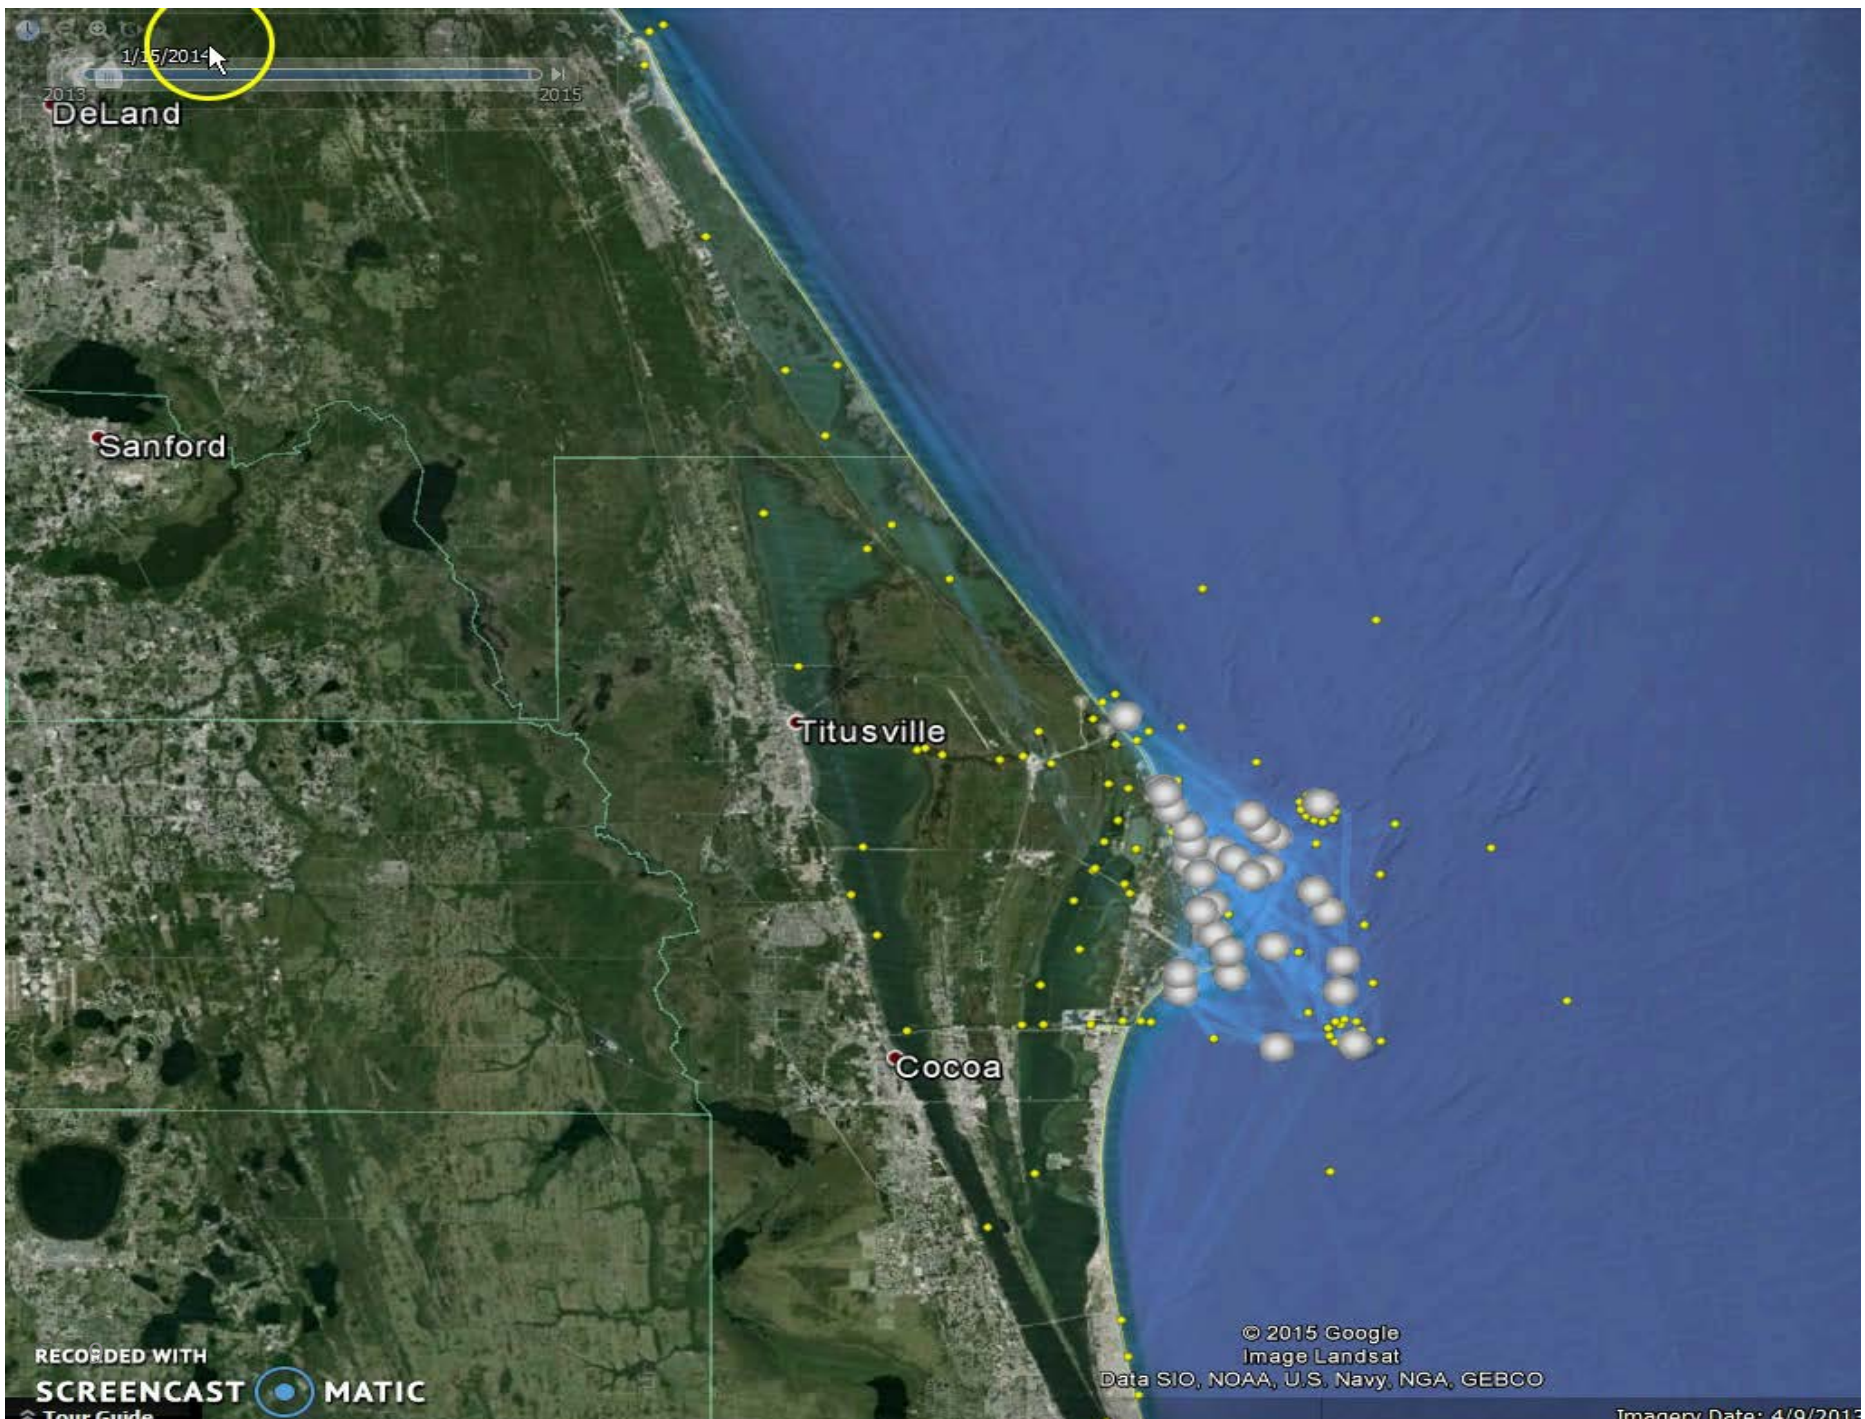 1/15/2014
2013
2015
DeLand
Sanford
Titusville
Cocoa
© 2015 Google
Image Landsat
Data SIO, NOAA, U.S. Navy, NGA, GEBCO
RECORDED WITH
SCREENCAST MATIC
Tour Guide
Imagery Date: 4/9/2013